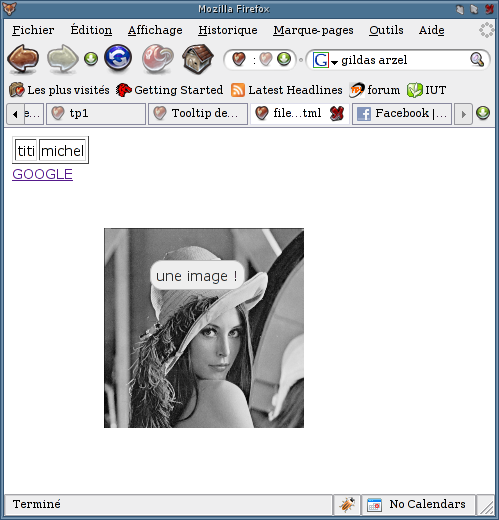 Mozilla Firefox
Fichier Édition Affichage Historique Marque-pages Outils Aide
: gildas arzel
Les plus visités Getting Started Latest Headlines forum IUT
e... tp1 Tooltip de... file...tml Facebook |...
titi michel
GOOGLE
une image !
Terminé No Calendars